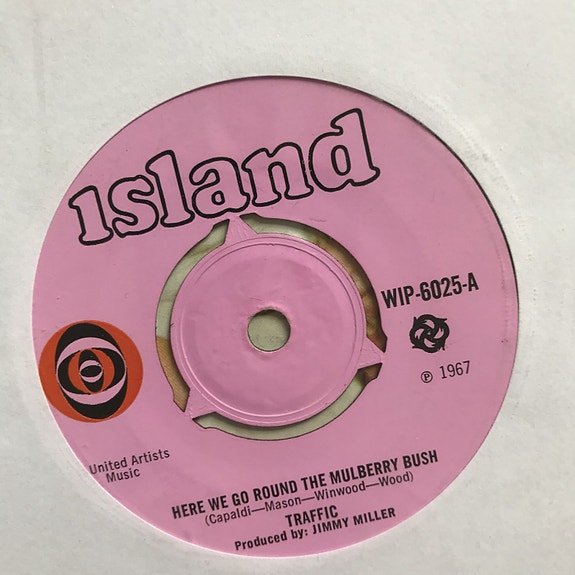 island
WIP-6025-A
℗ 1967
United Artists
Music
HERE WE GO ROUND THE MULBERRY BUSH
(Capaldi—Mason—Winwood—Wood)
TRAFFIC
Produced by: JIMMY MILLER